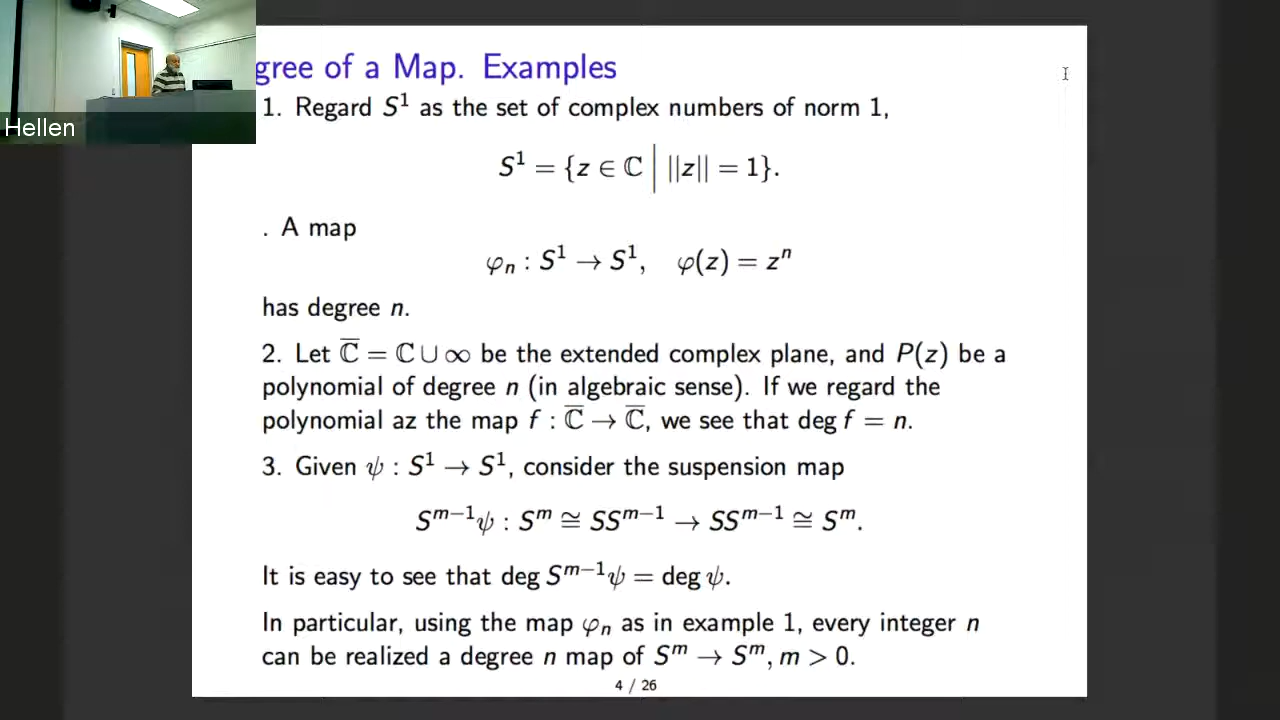 gree of a Map. Examples
1. Regard S¹ as the set of complex numbers of norm 1,
S¹ = {z ∈ ℂ | ||z|| = 1}.
. A map
φₙ : S¹ → S¹, φ(z) = zⁿ
has degree n.
2. Let ℂ̅ = ℂ ∪ ∞ be the extended complex plane, and P(z) be a
polynomial of degree n (in algebraic sense). If we regard the
polynomial az the map f : ℂ̅ → ℂ̅, we see that deg f = n.
3. Given ψ : S¹ → S¹, consider the suspension map
Sᵐ⁻¹ψ : Sᵐ ≅ SSᵐ⁻¹ → SSᵐ⁻¹ ≅ Sᵐ.
It is easy to see that deg Sᵐ⁻¹ψ = deg ψ.
In particular, using the map φₙ as in example 1, every integer n
can be realized a degree n map of Sᵐ → Sᵐ, m > 0.
4 / 26
Hellen